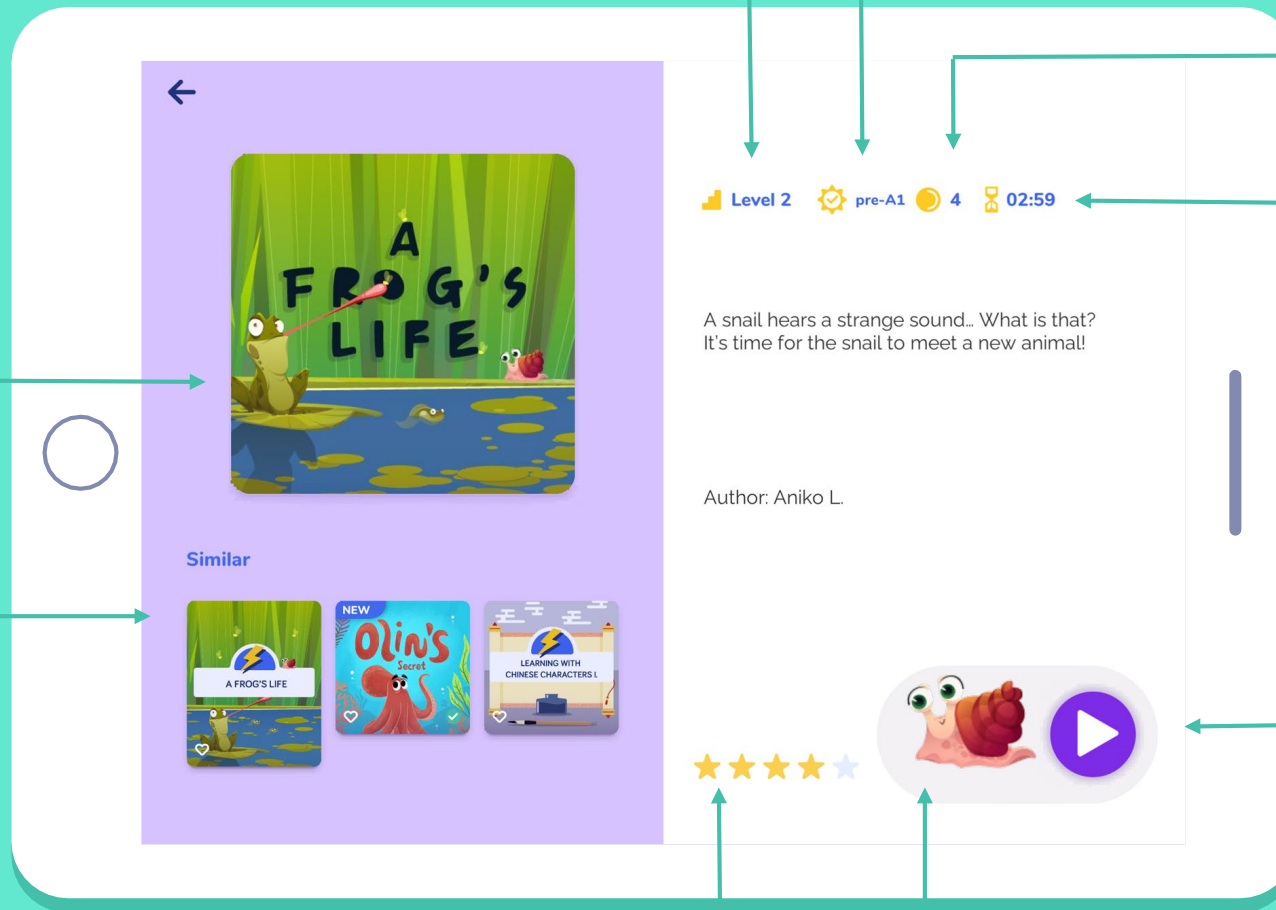 A
FROG'S
LIFE
Similar
A FROG'S LIFE
NEW
Olin's
Secret
LEARNING WITH
CHINESE CHARACTERS I.
Level 2 pre-A1 4 02:59
A snail hears a strange sound… What is that?
It's time for the snail to meet a new animal!
Author: Aniko L.